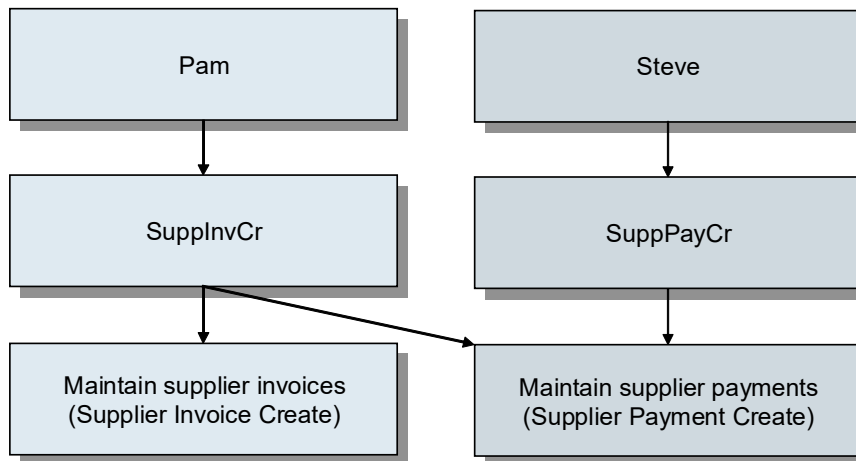 Pam
Steve
SuppInvCr
SuppPayCr
Maintain supplier invoices
(Supplier Invoice Create)
Maintain supplier payments
(Supplier Payment Create)